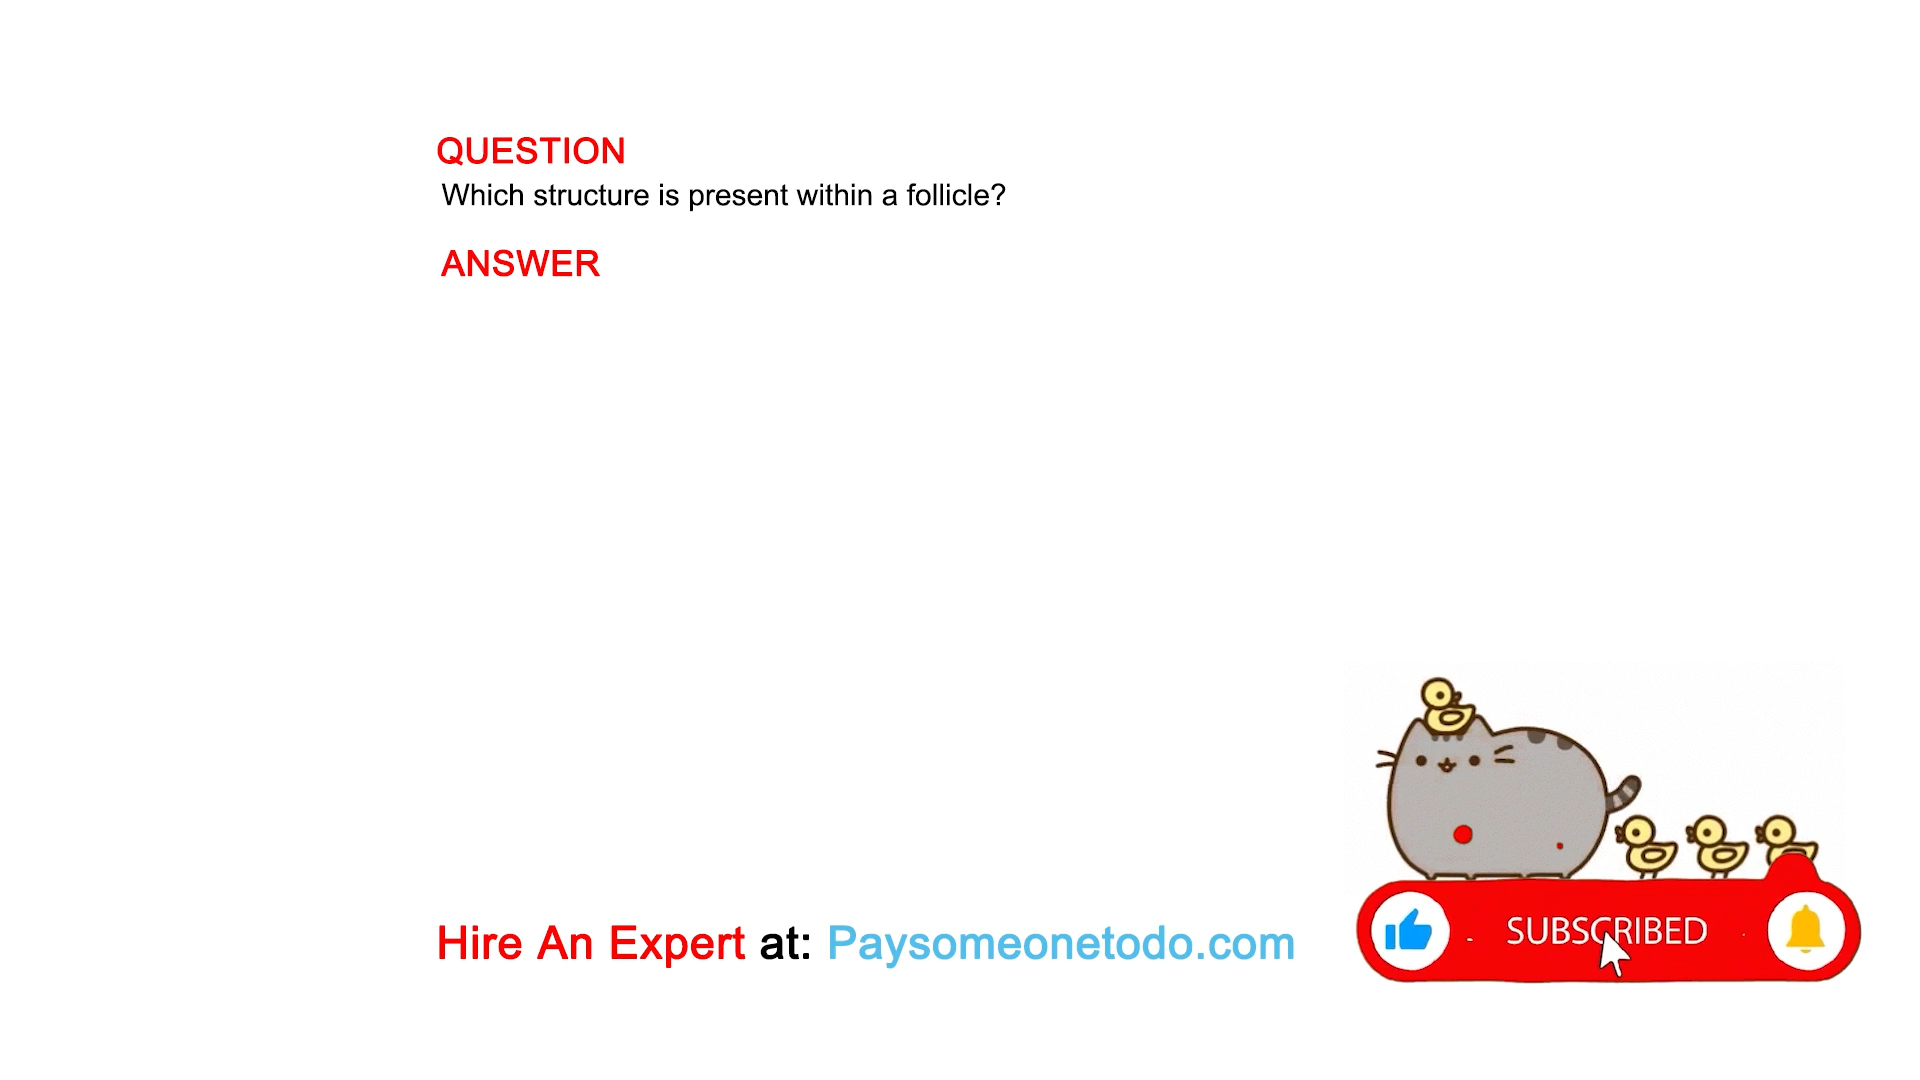 QUESTION
Which structure is present within a follicle?
ANSWER
Hire An Expert at: Paysomeonetodo.com
SUBSCRIBED